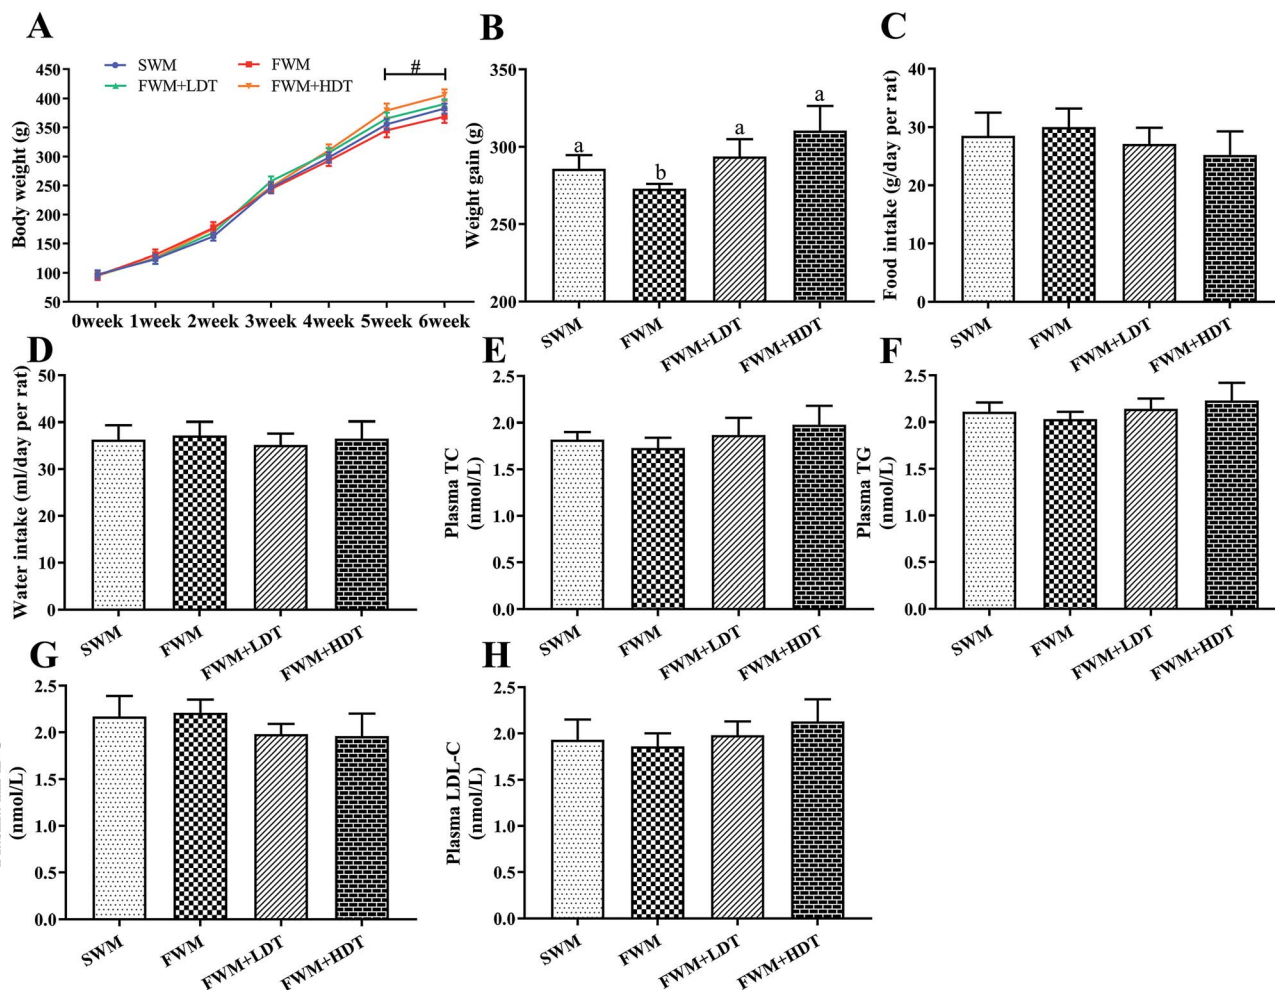 A
SWM
FWM
FWM+LDT
FWM+HDT
#
Body weight (g)
450
400
350
300
250
200
150
100
50
0week 1week 2week 3week 4week 5week 6week
B
Weight gain (g)
350
300
250
200
a
b
a
a
SWM
FWM
FWM+LDT
FWM+HDT
C
Food intake (g/day per rat)
40
30
20
10
0
SWM
FWM
FWM+LDT
FWM+HDT
D
Water intake (ml/day per rat)
50
40
30
20
10
0
SWM
FWM
FWM+LDT
FWM+HDT
E
Plasma TC
(nmol/L)
2.5
2.0
1.5
1.0
0.5
0.0
SWM
FWM
FWM+LDT
FWM+HDT
F
Plasma TG
(nmol/L)
2.5
2.0
1.5
1.0
0.5
0.0
SWM
FWM
FWM+LDT
FWM+HDT
G
(nmol/L)
2.5
2.0
1.5
1.0
0.5
0.0
SWM
FWM
FWM+LDT
FWM+HDT
H
Plasma LDL-C
(nmol/L)
2.5
2.0
1.5
1.0
0.5
0.0
SWM
FWM
FWM+LDT
FWM+HDT